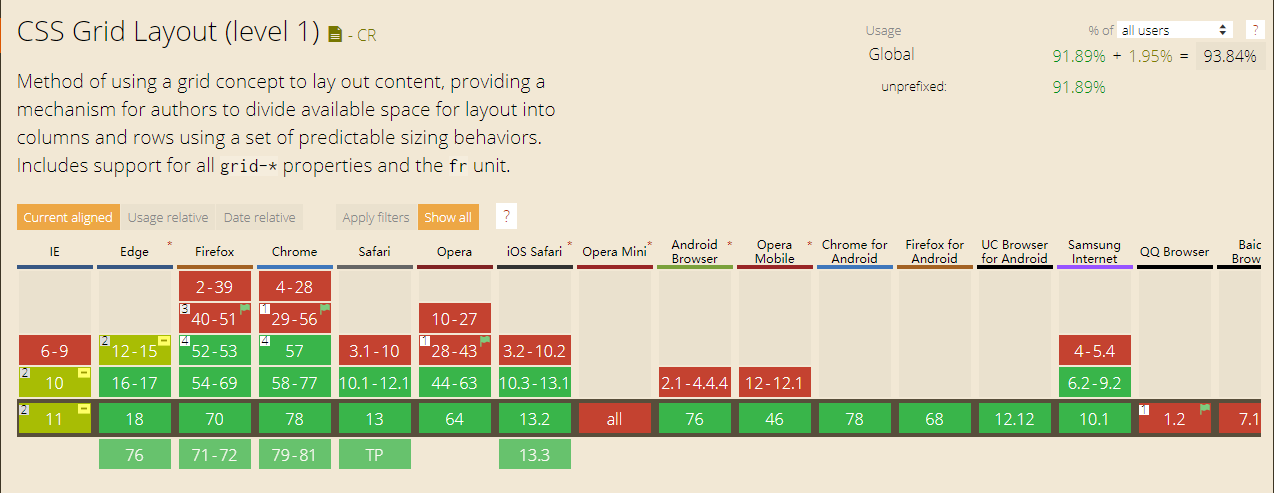 CSS Grid Layout (level 1) - CR
Usage % of all users ?
Global 91.89% + 1.95% = 93.84%
unprefixed: 91.89%
Method of using a grid concept to lay out content, providing a
mechanism for authors to divide available space for layout into
columns and rows using a set of predictable sizing behaviors.
Includes support for all grid-* properties and the fr unit.
Current aligned Usage relative Date relative Apply filters Show all ?
IE Edge * Firefox Chrome Safari Opera iOS Safari * Opera Mini * Android Browser * Opera Mobile * Chrome for Android Firefox for Android UC Browser for Android Samsung Internet QQ Browser Baid Brow
2-39 4-28
3 40-51 1 29-56 10-27
6-9 2 12-15 4 52-53 4 57 3.1-10 1 28-43 3.2-10.2 4-5.4
2 10 16-17 54-69 58-77 10.1-12.1 44-63 10.3-13.1 2.1-4.4.4 12-12.1 6.2-9.2
2 11 18 70 78 13 64 13.2 all 76 46 78 68 12.12 10.1 1 1.2 7.1
76 71-72 79-81 TP 13.3